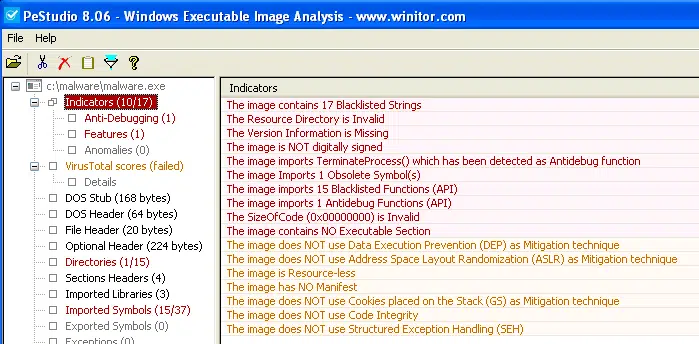 PeStudio 8.06 - Windows Executable Image Analysis - www.winitor.com
File Help
c:\malware\malware.exe
Indicators (10/17)
Anti-Debugging (1)
Features (1)
Anomalies (0)
VirusTotal scores (failed)
Details
DOS Stub (168 bytes)
DOS Header (64 bytes)
File Header (20 bytes)
Optional Header (224 bytes)
Directories (1/15)
Sections Headers (4)
Imported Libraries (3)
Imported Symbols (15/37)
Exported Symbols (0)
Exceptions (0)
Indicators
The image contains 17 Blacklisted Strings
The Resource Directory is Invalid
The Version Information is Missing
The image is NOT digitally signed
The image imports TerminateProcess() which has been detected as Antidebug function
The image Imports 1 Obsolete Symbol(s)
The image imports 15 Blacklisted Functions (API)
The image imports 1 Antidebug Functions (API)
The SizeOfCode (0x00000000) is Invalid
The image contains NO Executable Section
The image does NOT use Data Execution Prevention (DEP) as Mitigation technique
The image does NOT use Address Space Layout Randomization (ASLR) as Mitigation technique
The image is Resource-less
The image has NO Manifest
The image does NOT use Cookies placed on the Stack (GS) as Mitigation technique
The image does NOT use Code Integrity
The image does NOT use Structured Exception Handling (SEH)